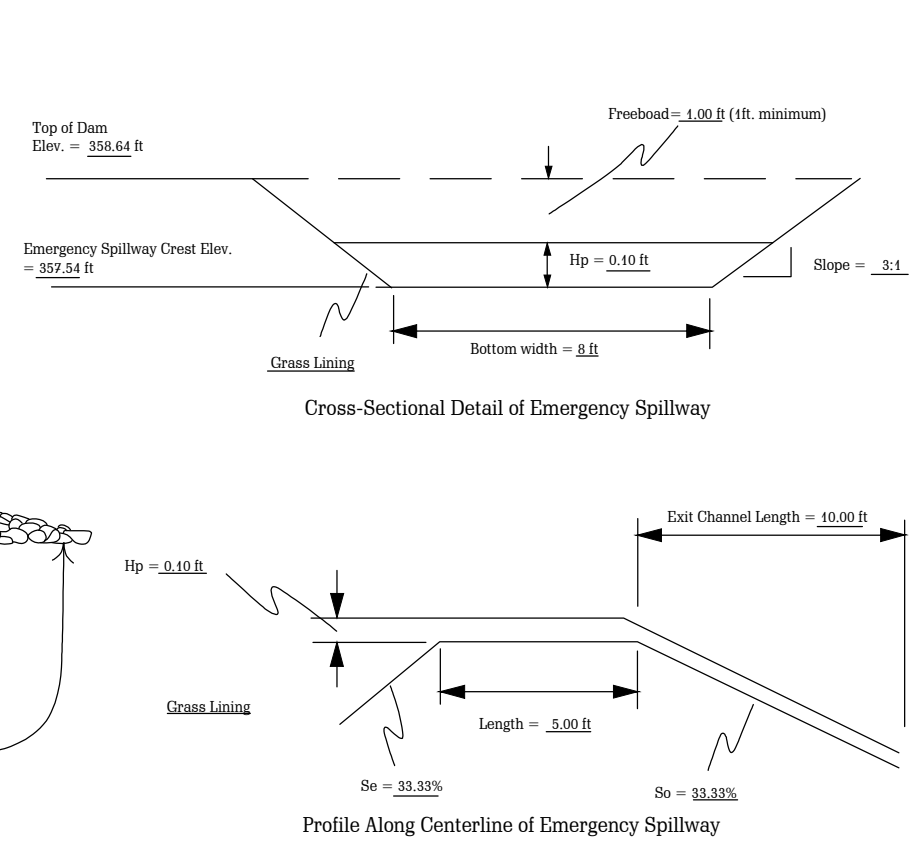 Freeboad= 1.00 ft (1ft. minimum)
Top of Dam
Elev. = 358.64 ft
Emergency Spillway Crest Elev.
= 357.54 ft
Hp = 0.10 ft
Slope = 3:1
Bottom width = 8 ft
Grass Lining
Cross-Sectional Detail of Emergency Spillway
Exit Channel Length = 10.00 ft
Hp = 0.10 ft
Grass Lining
Length = 5.00 ft
Se = 33.33%
So = 33.33%
Profile Along Centerline of Emergency Spillway